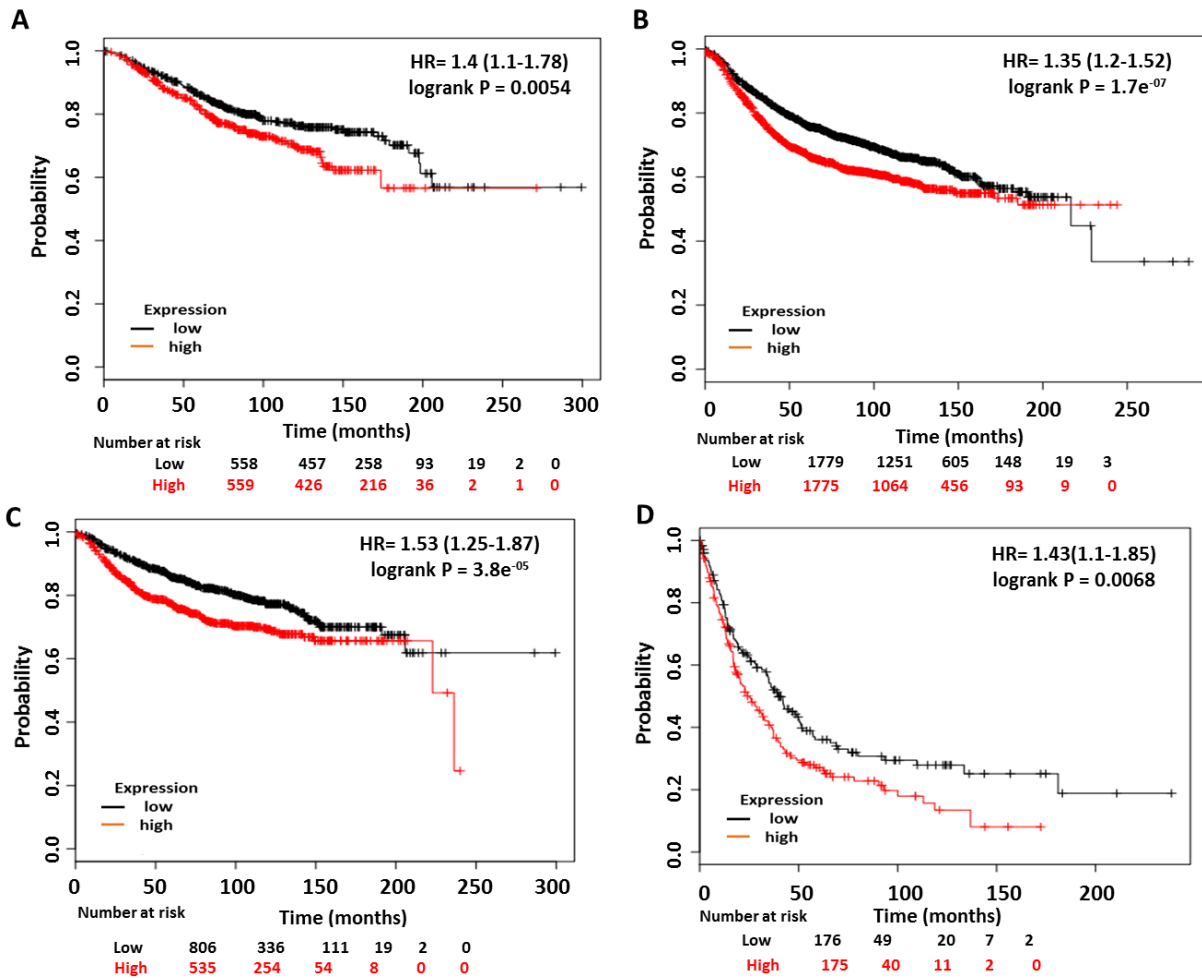 A
HR= 1.4 (1.1-1.78)
logrank P = 0.0054
Probability
1.0
0.8
0.6
0.4
0.2
0.0
Expression
low
high
0 50 100 150 200 250 300
Time (months)
Number at risk
Low 558 457 258 93 19 2 0
High 559 426 216 36 2 1 0
B
HR= 1.35 (1.2-1.52)
logrank P = 1.7e-07
Probability
1.0
0.8
0.6
0.4
0.2
0.0
Expression
low
high
0 50 100 150 200 250
Time (months)
Number at risk
Low 1779 1251 605 148 19 3
High 1775 1064 456 93 9 0
C
HR= 1.53 (1.25-1.87)
logrank P = 3.8e-05
Probability
1.0
0.8
0.6
0.4
0.2
0.0
Expression
low
high
0 50 100 150 200 250 300
Time (months)
Number at risk
Low 806 336 111 19 2 0
High 535 254 54 8 0 0
D
HR= 1.43(1.1-1.85)
logrank P = 0.0068
Probability
1.0
0.8
0.6
0.4
0.2
0.0
Expression
low
high
0 50 100 150 200
Time (months)
Number at risk
Low 176 49 20 7 2
High 175 40 11 2 0